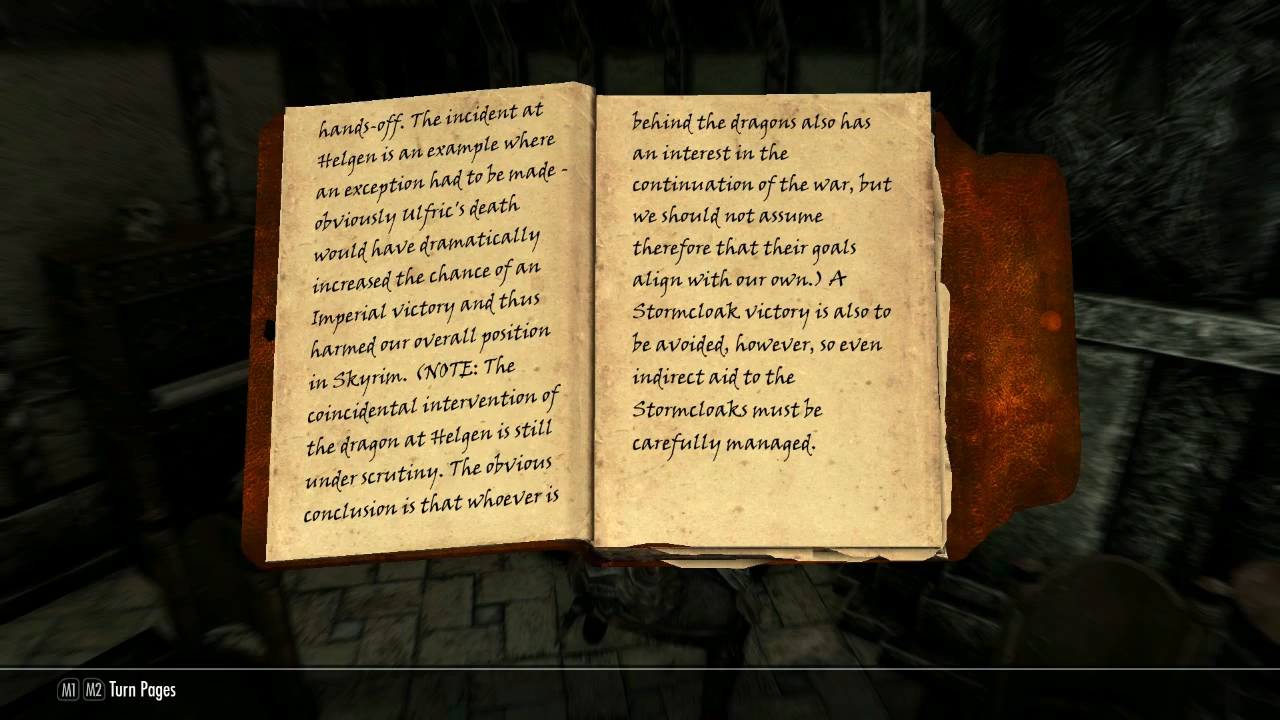 hands-off. The incident at
Helgen is an example where
an exception had to be made -
obviously Ulfric's death
would have dramatically
increased the chance of an
Imperial victory and thus
harmed our overall position
in Skyrim. (NOTE: The
coincidental intervention of
the dragon at Helgen is still
under scrutiny. The obvious
conclusion is that whoever is
behind the dragons also has
an interest in the
continuation of the war, but
we should not assume
therefore that their goals
align with our own.) A
Stormcloak victory is also to
be avoided, however, so even
indirect aid to the
Stormcloaks must be
carefully managed.
M1 M2 Turn Pages